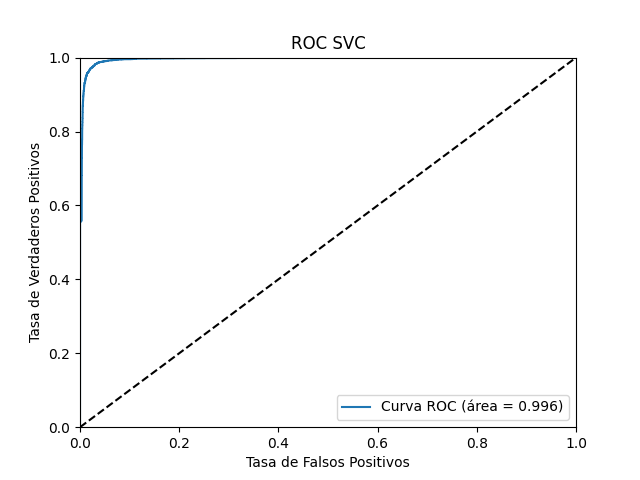 ROC SVC
1.0
0.8
0.6
0.4
0.2
0.0
Tasa de Verdaderos Positivos
Curva ROC (área = 0.996)
0.0 0.2 0.4 0.6 0.8 1.0
Tasa de Falsos Positivos